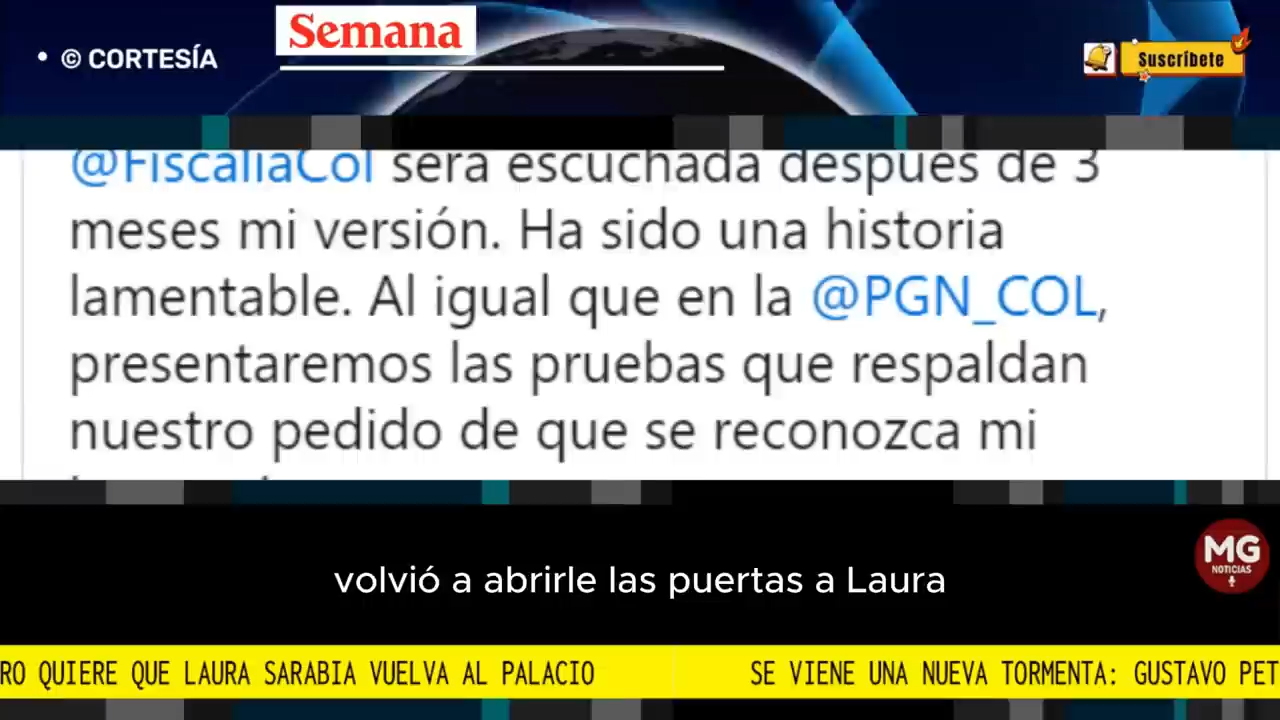 • © CORTESÍA
Semana
Suscríbete
@FiscaliaCol será escuchada después de 3
meses mi versión. Ha sido una historia
lamentable. Al igual que en la @PGN_COL,
presentaremos las pruebas que respaldan
nuestro pedido de que se reconozca mi
MG
NOTICIAS
volvió a abrirle las puertas a Laura
RO QUIERE QUE LAURA SARABIA VUELVA AL PALACIO
SE VIENE UNA NUEVA TORMENTA: GUSTAVO PET